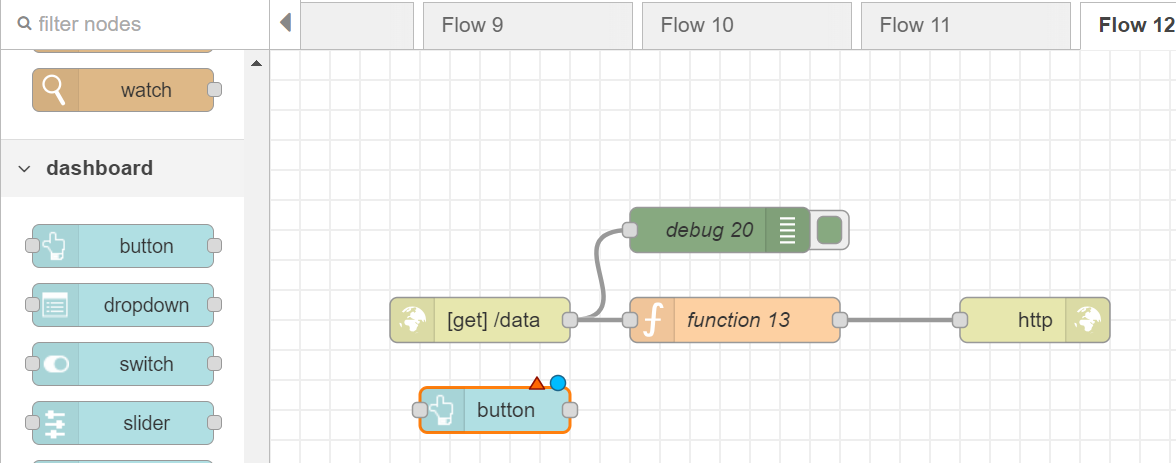 filter nodes
Flow 9
Flow 10
Flow 11
Flow 12
watch
dashboard
button
dropdown
switch
slider
debug 20
[get] /data
function 13
http
button